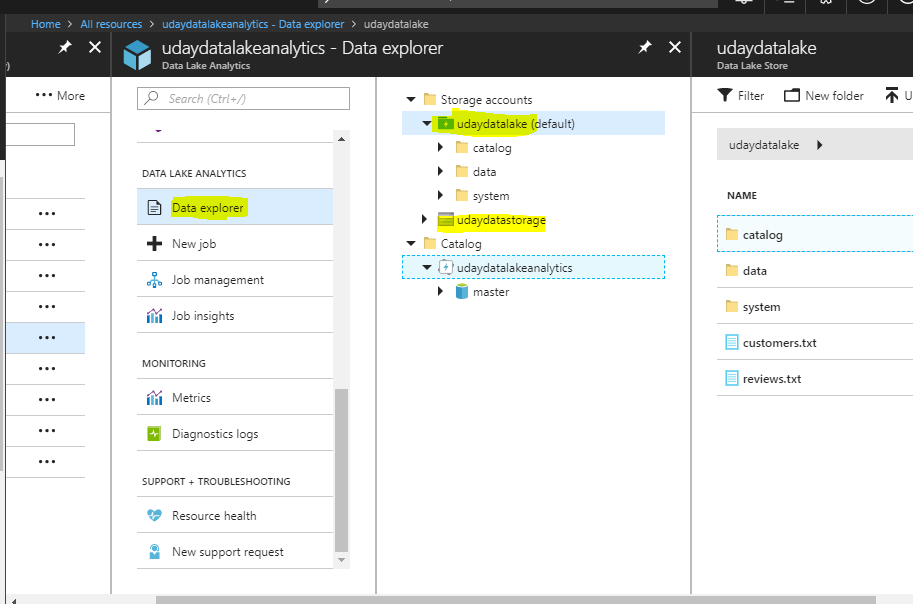 Home > All resources > udaydatalakeanalytics - Data explorer > udaydatalake
••• More
udaydatalakeanalytics - Data explorer
Data Lake Analytics
Search (Ctrl+/)
DATA LAKE ANALYTICS
Data explorer
New job
Job management
Job insights
MONITORING
Metrics
Diagnostics logs
SUPPORT + TROUBLESHOOTING
Resource health
New support request
Storage accounts
udaydatalake (default)
catalog
data
system
udaydatastorage
Catalog
udaydatalakeanalytics
master
udaydatalake
Data Lake Store
Filter
New folder
U
udaydatalake
NAME
catalog
data
system
customers.txt
reviews.txt